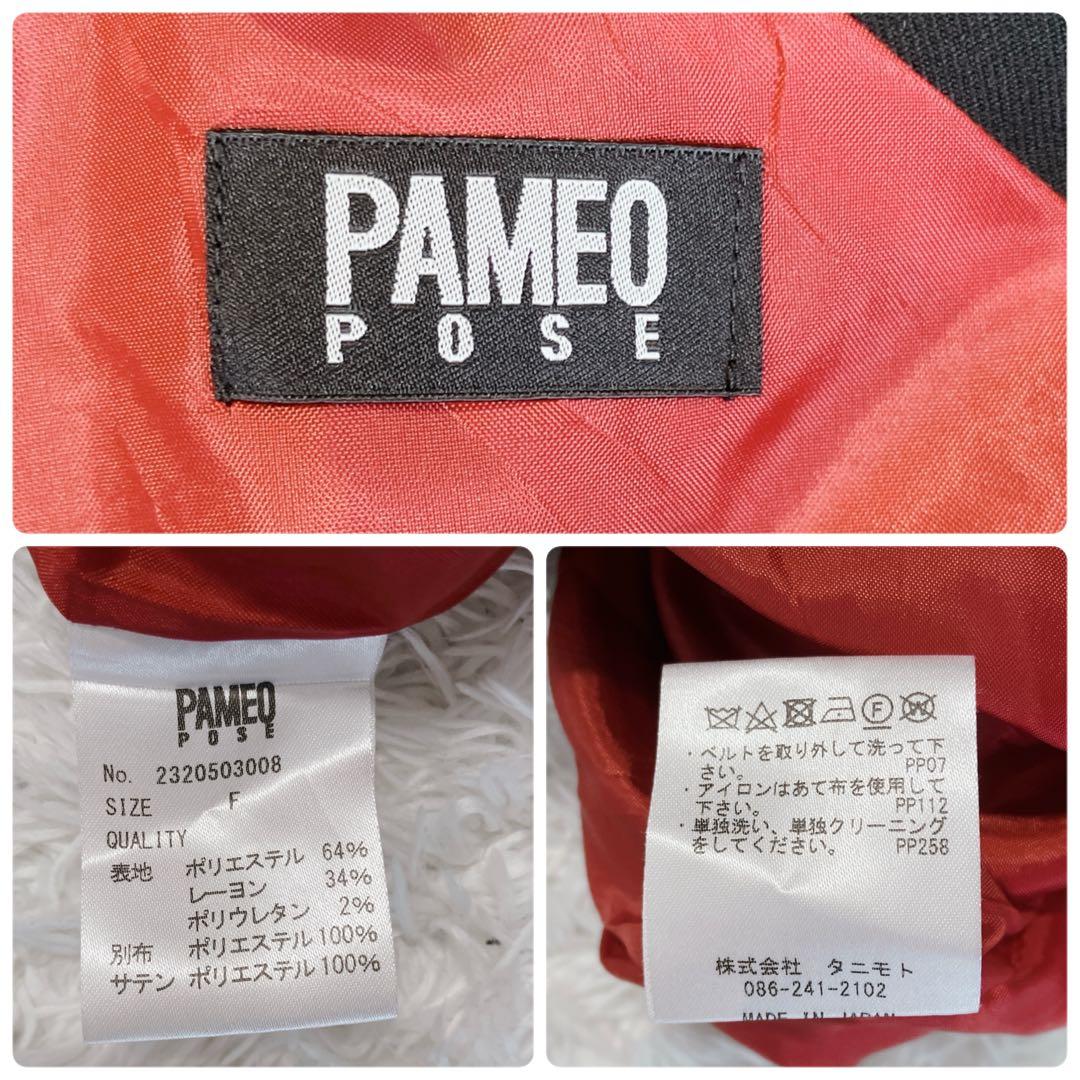 PAMEO
POSE
PAMEO
POSE
No. 2320503008
SIZE F
QUALITY
表地 ポリエステル 64%
レーヨン 34%
ポリウレタン 2%
別布 ポリエステル 100%
サテン ポリエステル 100%
F W
・ベルトを取り外して洗って下
さい。 PP07
・アイロンはあて布を使用して
下さい。 PP112
・単独洗い、単独クリーニング
をしてください。 PP258
株式会社 タニモト
086-241-2102
MADE IN JAPAN